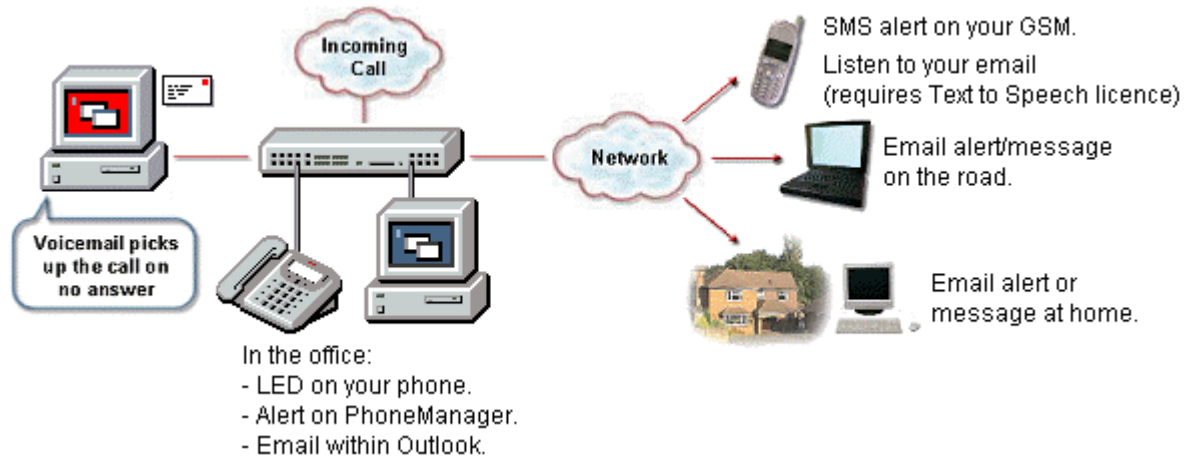 Incoming
Call
SMS alert on your GSM.
Listen to your email
(requires Text to Speech licence)
Network
Email alert/message
on the road.
Voicemail picks
up the call on
no answer
Email alert or
message at home.
In the office:
- LED on your phone.
- Alert on PhoneManager.
- Email within Outlook.